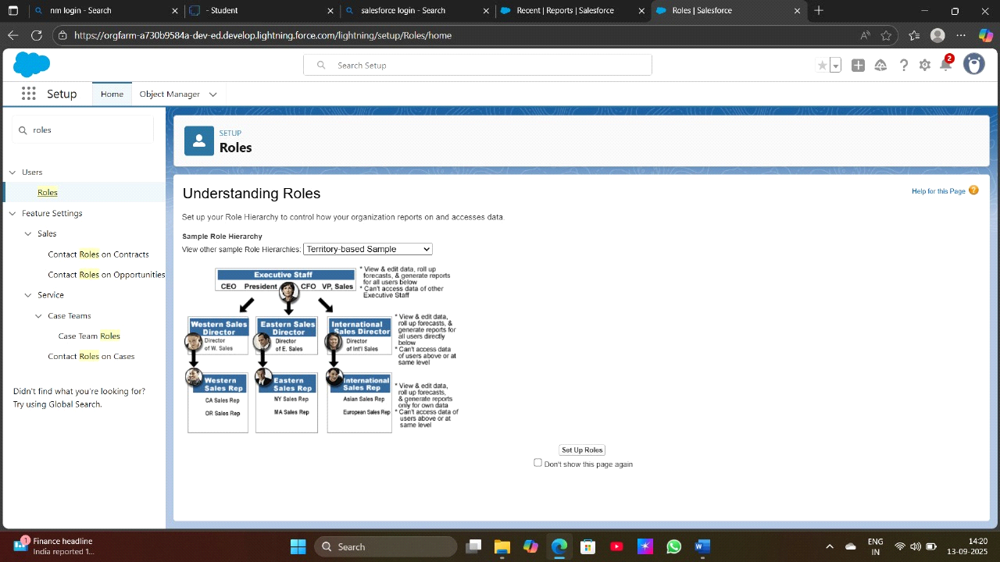 nm login - Search
- Student
salesforce login - Search
Recent | Reports | Salesforce
Roles | Salesforce
https://orgfarm-a730b9584a-dev-ed.develop.lightning.force.com/lightning/setup/Roles/home
Search Setup
2
Setup
Home
Object Manager
roles
Users
Roles
Feature Settings
Sales
Contact Roles on Contracts
Contact Roles on Opportunities
Service
Case Teams
Case Team Roles
Contact Roles on Cases
Didn't find what you're looking for?
Try using Global Search.
SETUP
Roles
Understanding Roles
Help for this Page ?
Set up your Role Hierarchy to control how your organization reports on and accesses data.
Sample Role Hierarchy
View other sample Role Hierarchies: Territory-based Sample
Executive Staff
CEO President CFO VP, Sales
* View & edit data, roll up
forecasts, & generate reports
for all users below
* Can't access data of other
Executive Staff
Western Sales
Director
Director
of W. Sales
Eastern Sales
Director
Director
of E. Sales
International
Sales Director
Director
of Int'l Sales
* View & edit data,
roll up forecasts, &
generate reports for
all users directly
below
* Can't access data
of users above or at
same level
Western
Sales Rep
CA Sales Rep
OR Sales Rep
Eastern
Sales Rep
NY Sales Rep
MA Sales Rep
International
Sales Rep
Asian Sales Rep
European Sales Rep
* View & edit data,
roll up forecasts,
& generate reports
only for own data
* Can't access data of
users above or at
same level
Set Up Roles
Don't show this page again
1
Finance headline
India reported 1...
Search
ENG
IN
14:20
13-09-2025